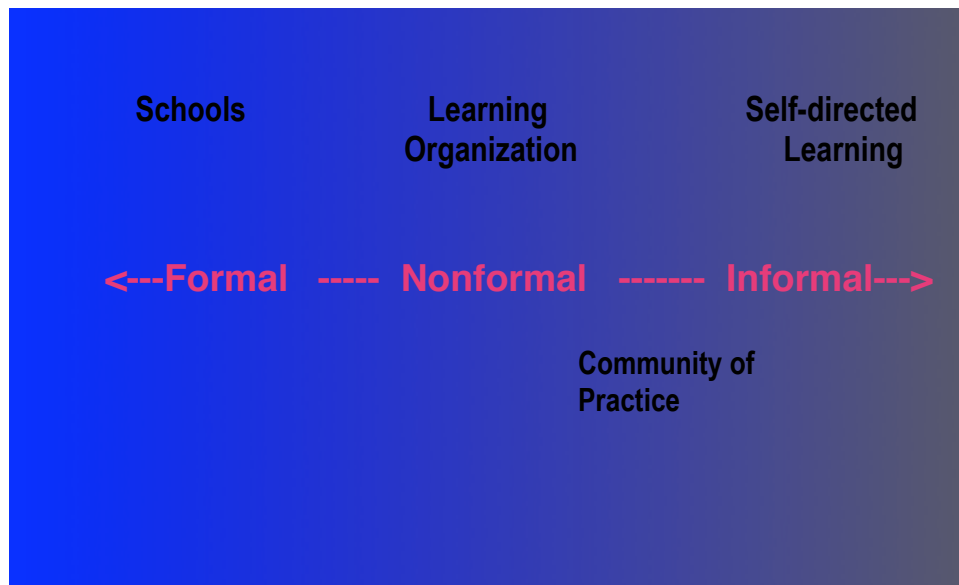 Schools
Learning
Organization
Self-directed
Learning
<---Formal ----- Nonformal ------- Informal--->
Community of
Practice